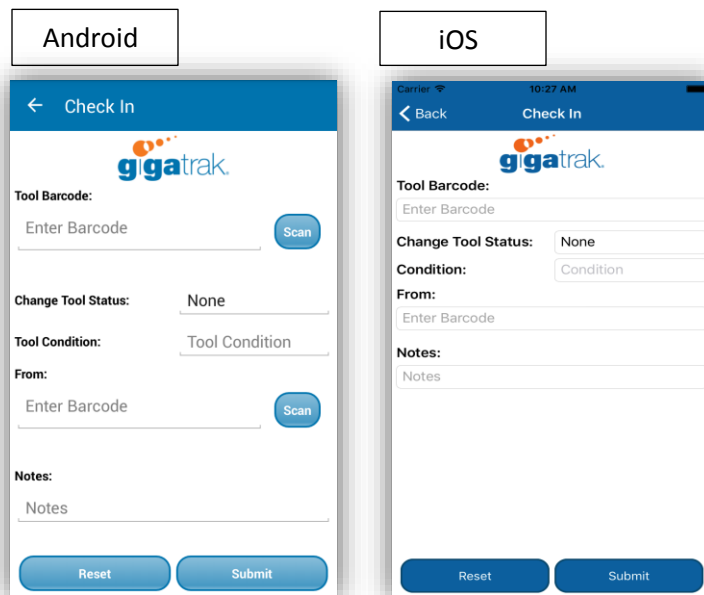 Android
← Check In
gigatrak.
Tool Barcode:
Enter Barcode
Scan
Change Tool Status: None
Tool Condition: Tool Condition
From:
Enter Barcode
Scan
Notes:
Notes
Reset Submit
iOS
Carrier 10:27 AM
Back Check In
gigatrak.
Tool Barcode:
Enter Barcode
Change Tool Status: None
Condition: Condition
From:
Enter Barcode
Notes:
Notes
Reset Submit